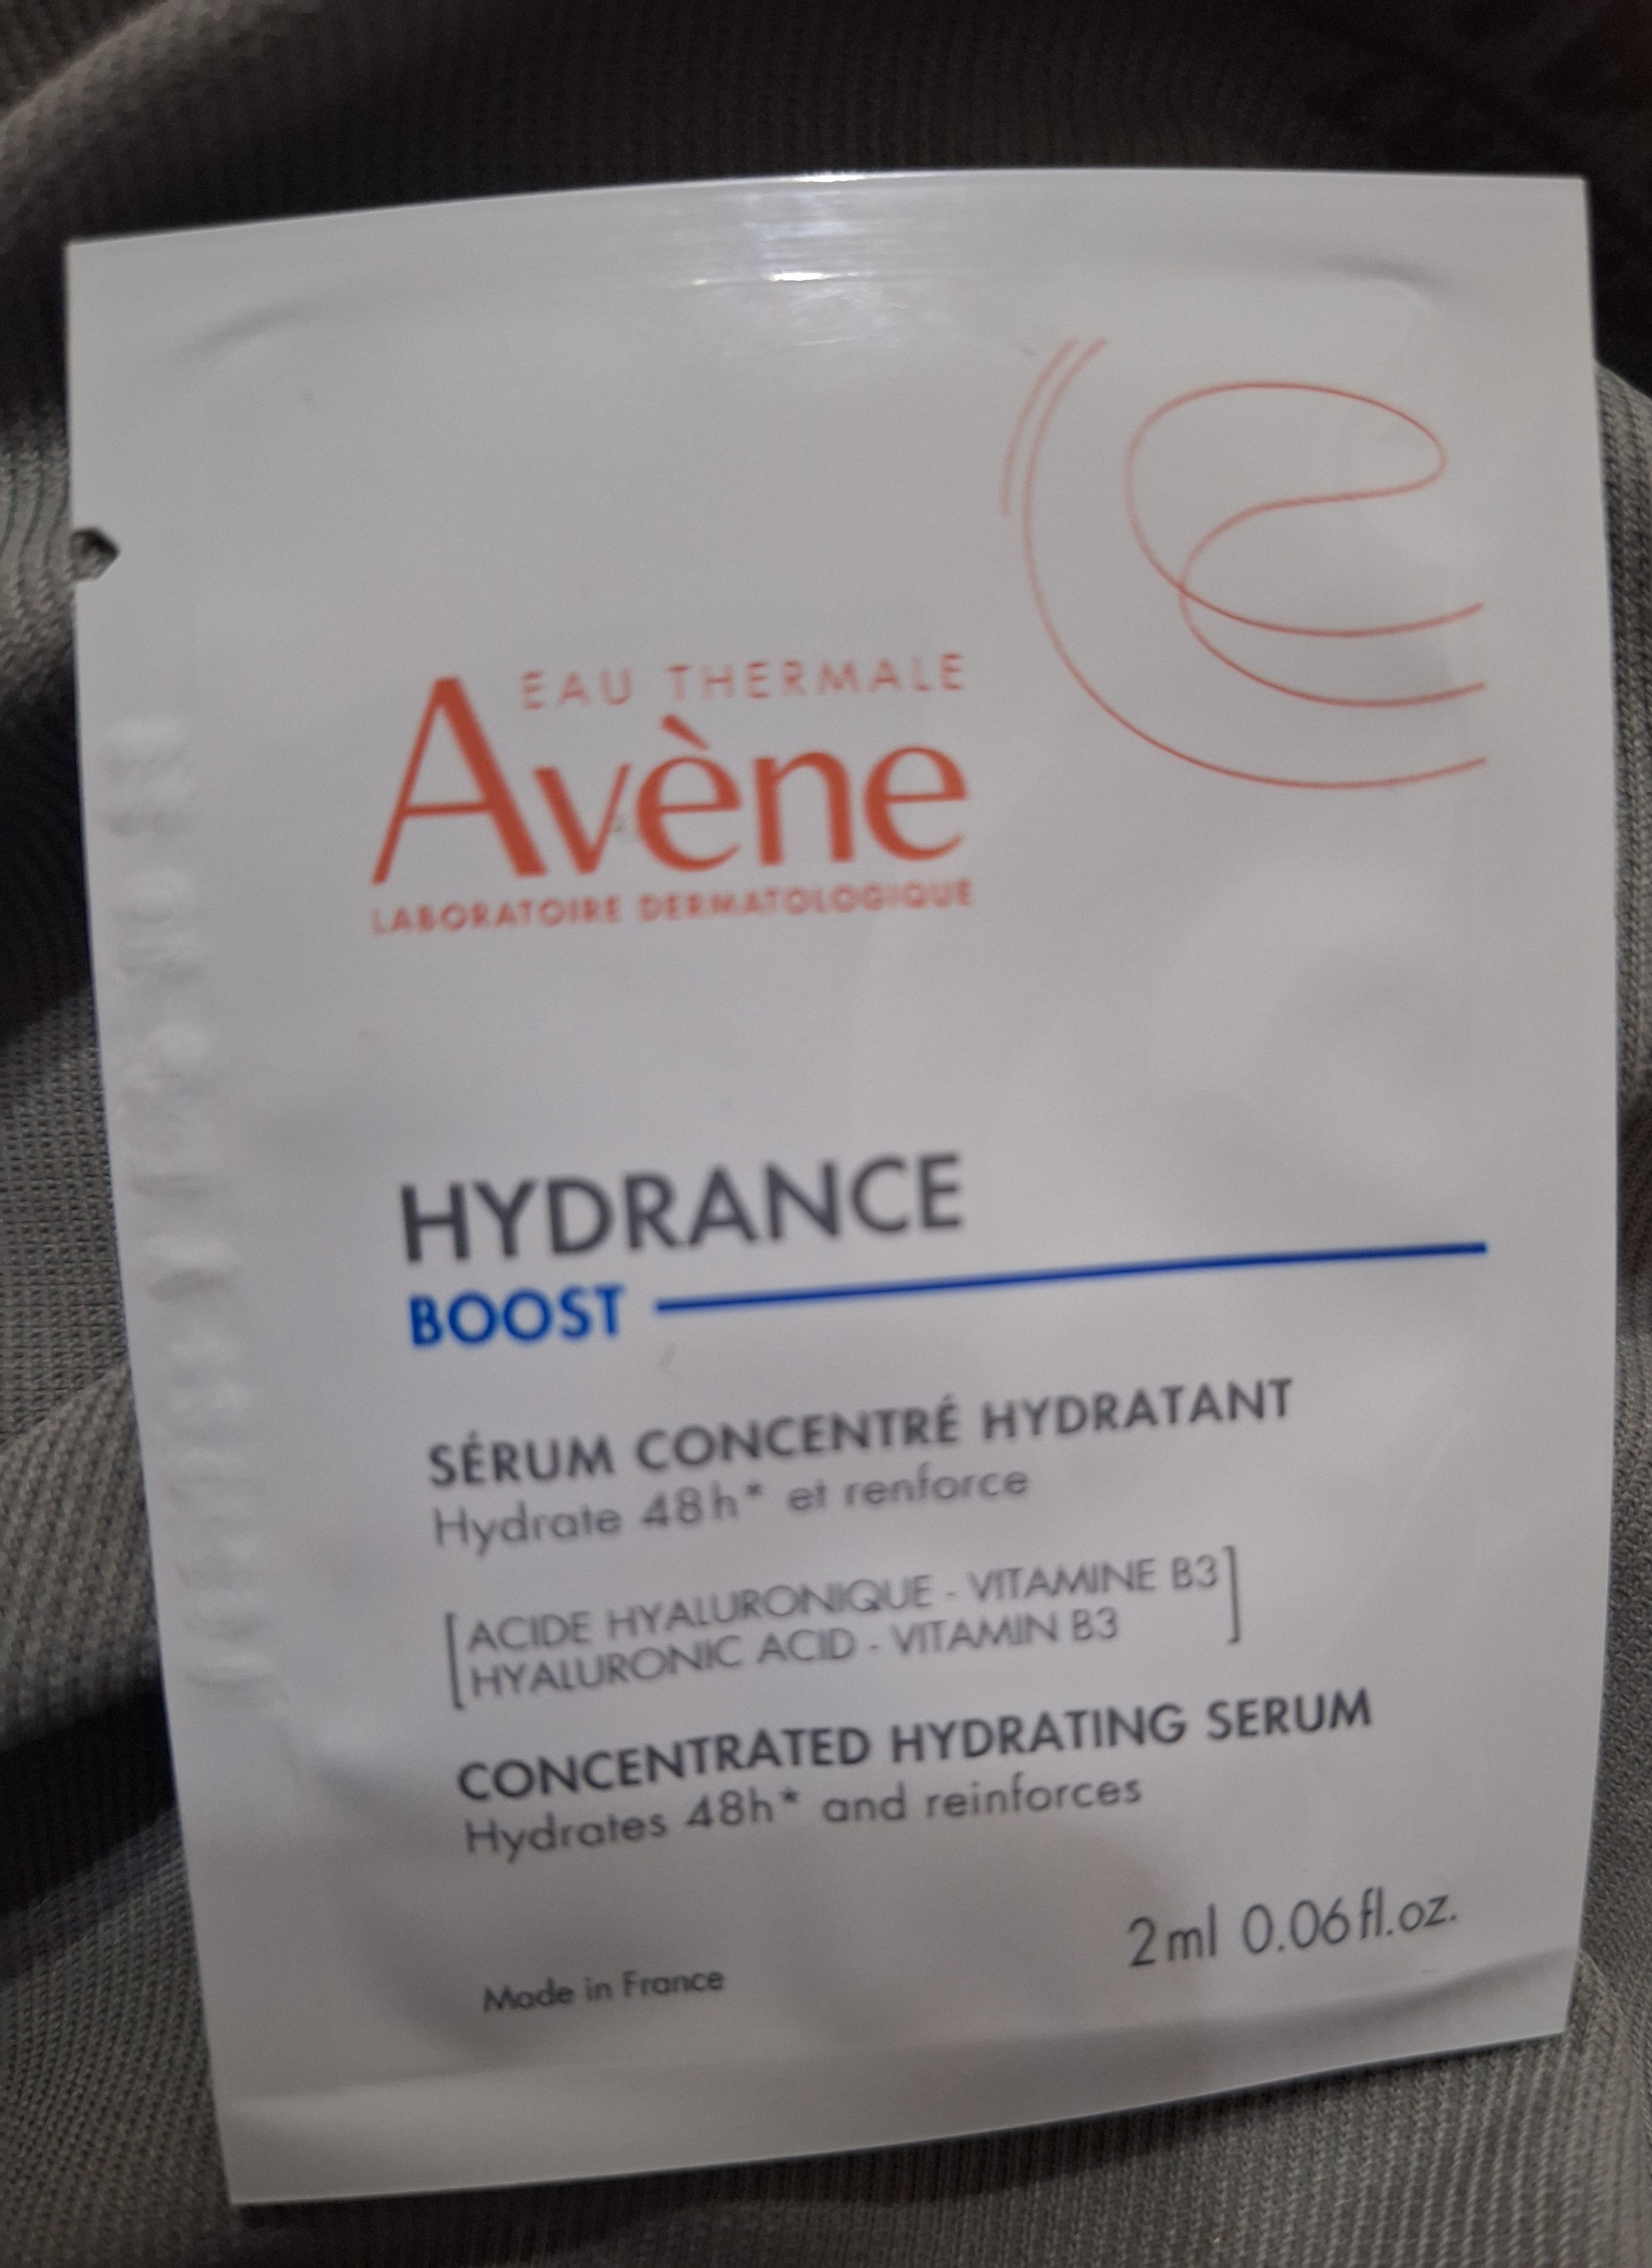 EAU THERMALE
Avène
LABORATOIRE DERMATOLOGIQUE
HYDRANCE
BOOST
SÉRUM CONCENTRÉ HYDRATANT
Hydrate 48h* et renforce
[ACIDE HYALURONIQUE - VITAMINE B3
HYALURONIC ACID - VITAMIN B3]
CONCENTRATED HYDRATING SERUM
Hydrates 48h* and reinforces
2ml 0.06fl.oz.
Made in France